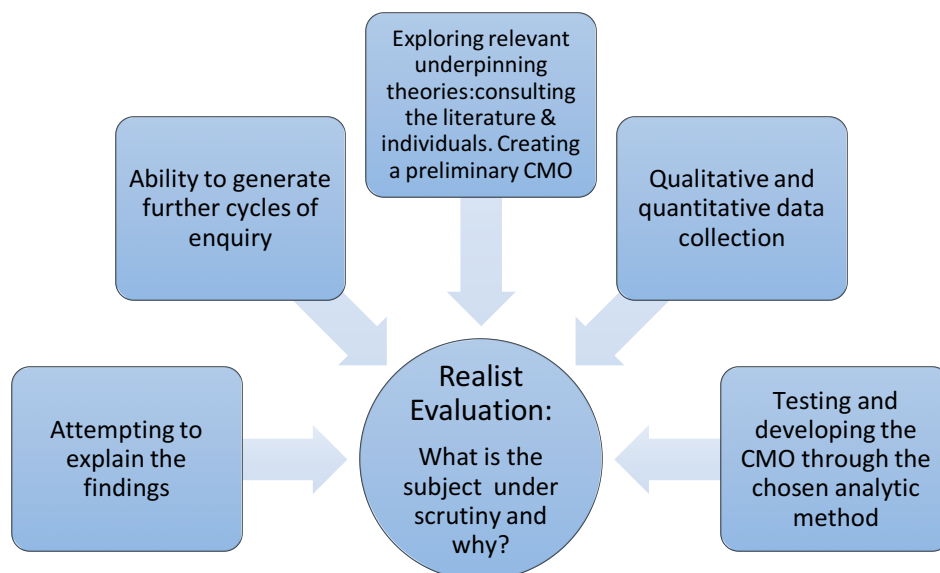 Exploring relevant
underpinning
theories:consulting
the literature &
individuals. Creating
a preliminary CMO
Ability to generate
further cycles of
enquiry
Qualitative and
quantitative data
collection
Attempting to
explain the
findings
Realist
Evaluation:
What is the
subject under
scrutiny and
why?
Testing and
developing the
CMO through the
chosen analytic
method